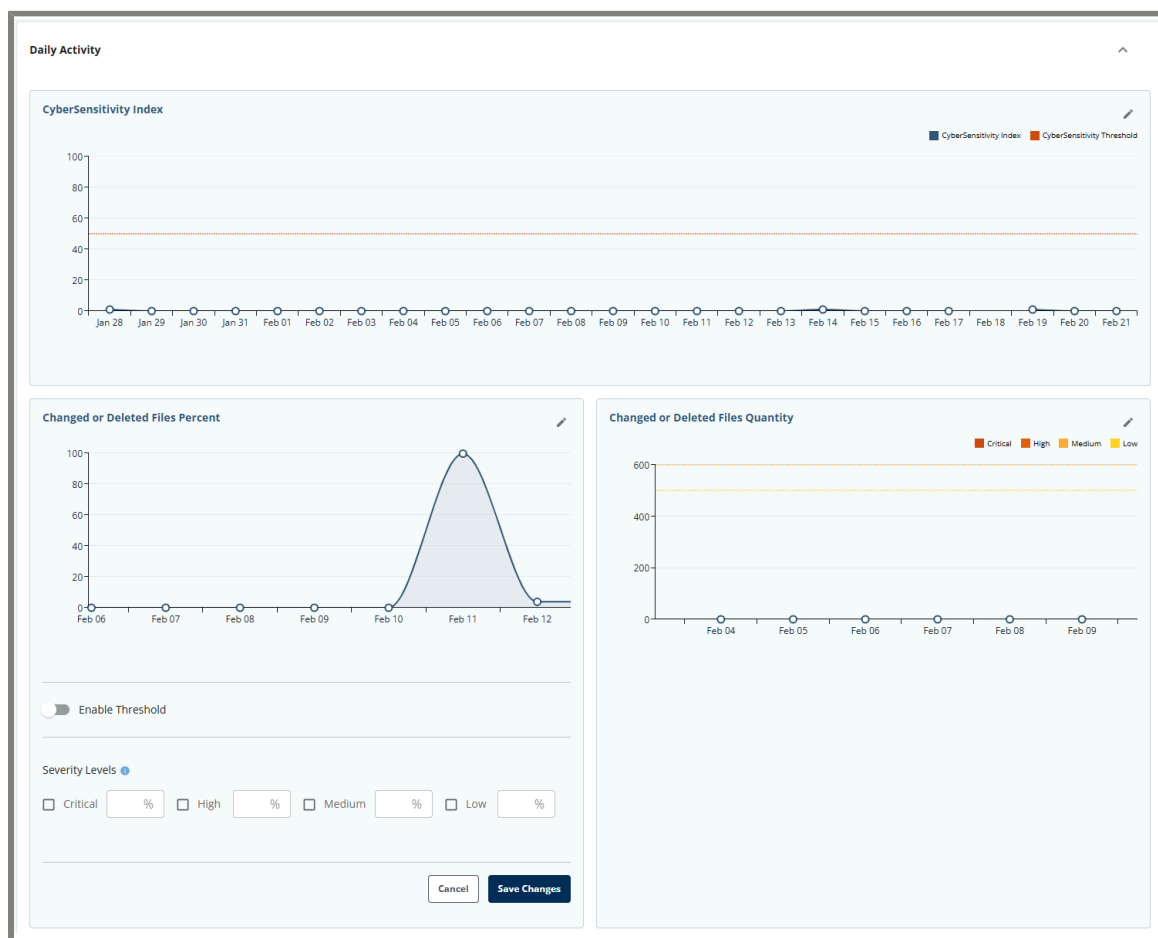 Daily Activity
CyberSensitivity Index
CyberSensitivity Index CyberSensitivity Threshold
100
80
60
40
20
0
Jan 28 Jan 29 Jan 30 Jan 31 Feb 01 Feb 02 Feb 03 Feb 04 Feb 05 Feb 06 Feb 07 Feb 08 Feb 09 Feb 10 Feb 11 Feb 12 Feb 13 Feb 14 Feb 15 Feb 16 Feb 17 Feb 18 Feb 19 Feb 20 Feb 21
Changed or Deleted Files Percent
100
80
60
40
20
0
Feb 06 Feb 07 Feb 08 Feb 09 Feb 10 Feb 11 Feb 12
Enable Threshold
Severity Levels
Critical % High % Medium % Low %
Cancel Save Changes
Changed or Deleted Files Quantity
Critical High Medium Low
600
400
200
0
Feb 04 Feb 05 Feb 06 Feb 07 Feb 08 Feb 09